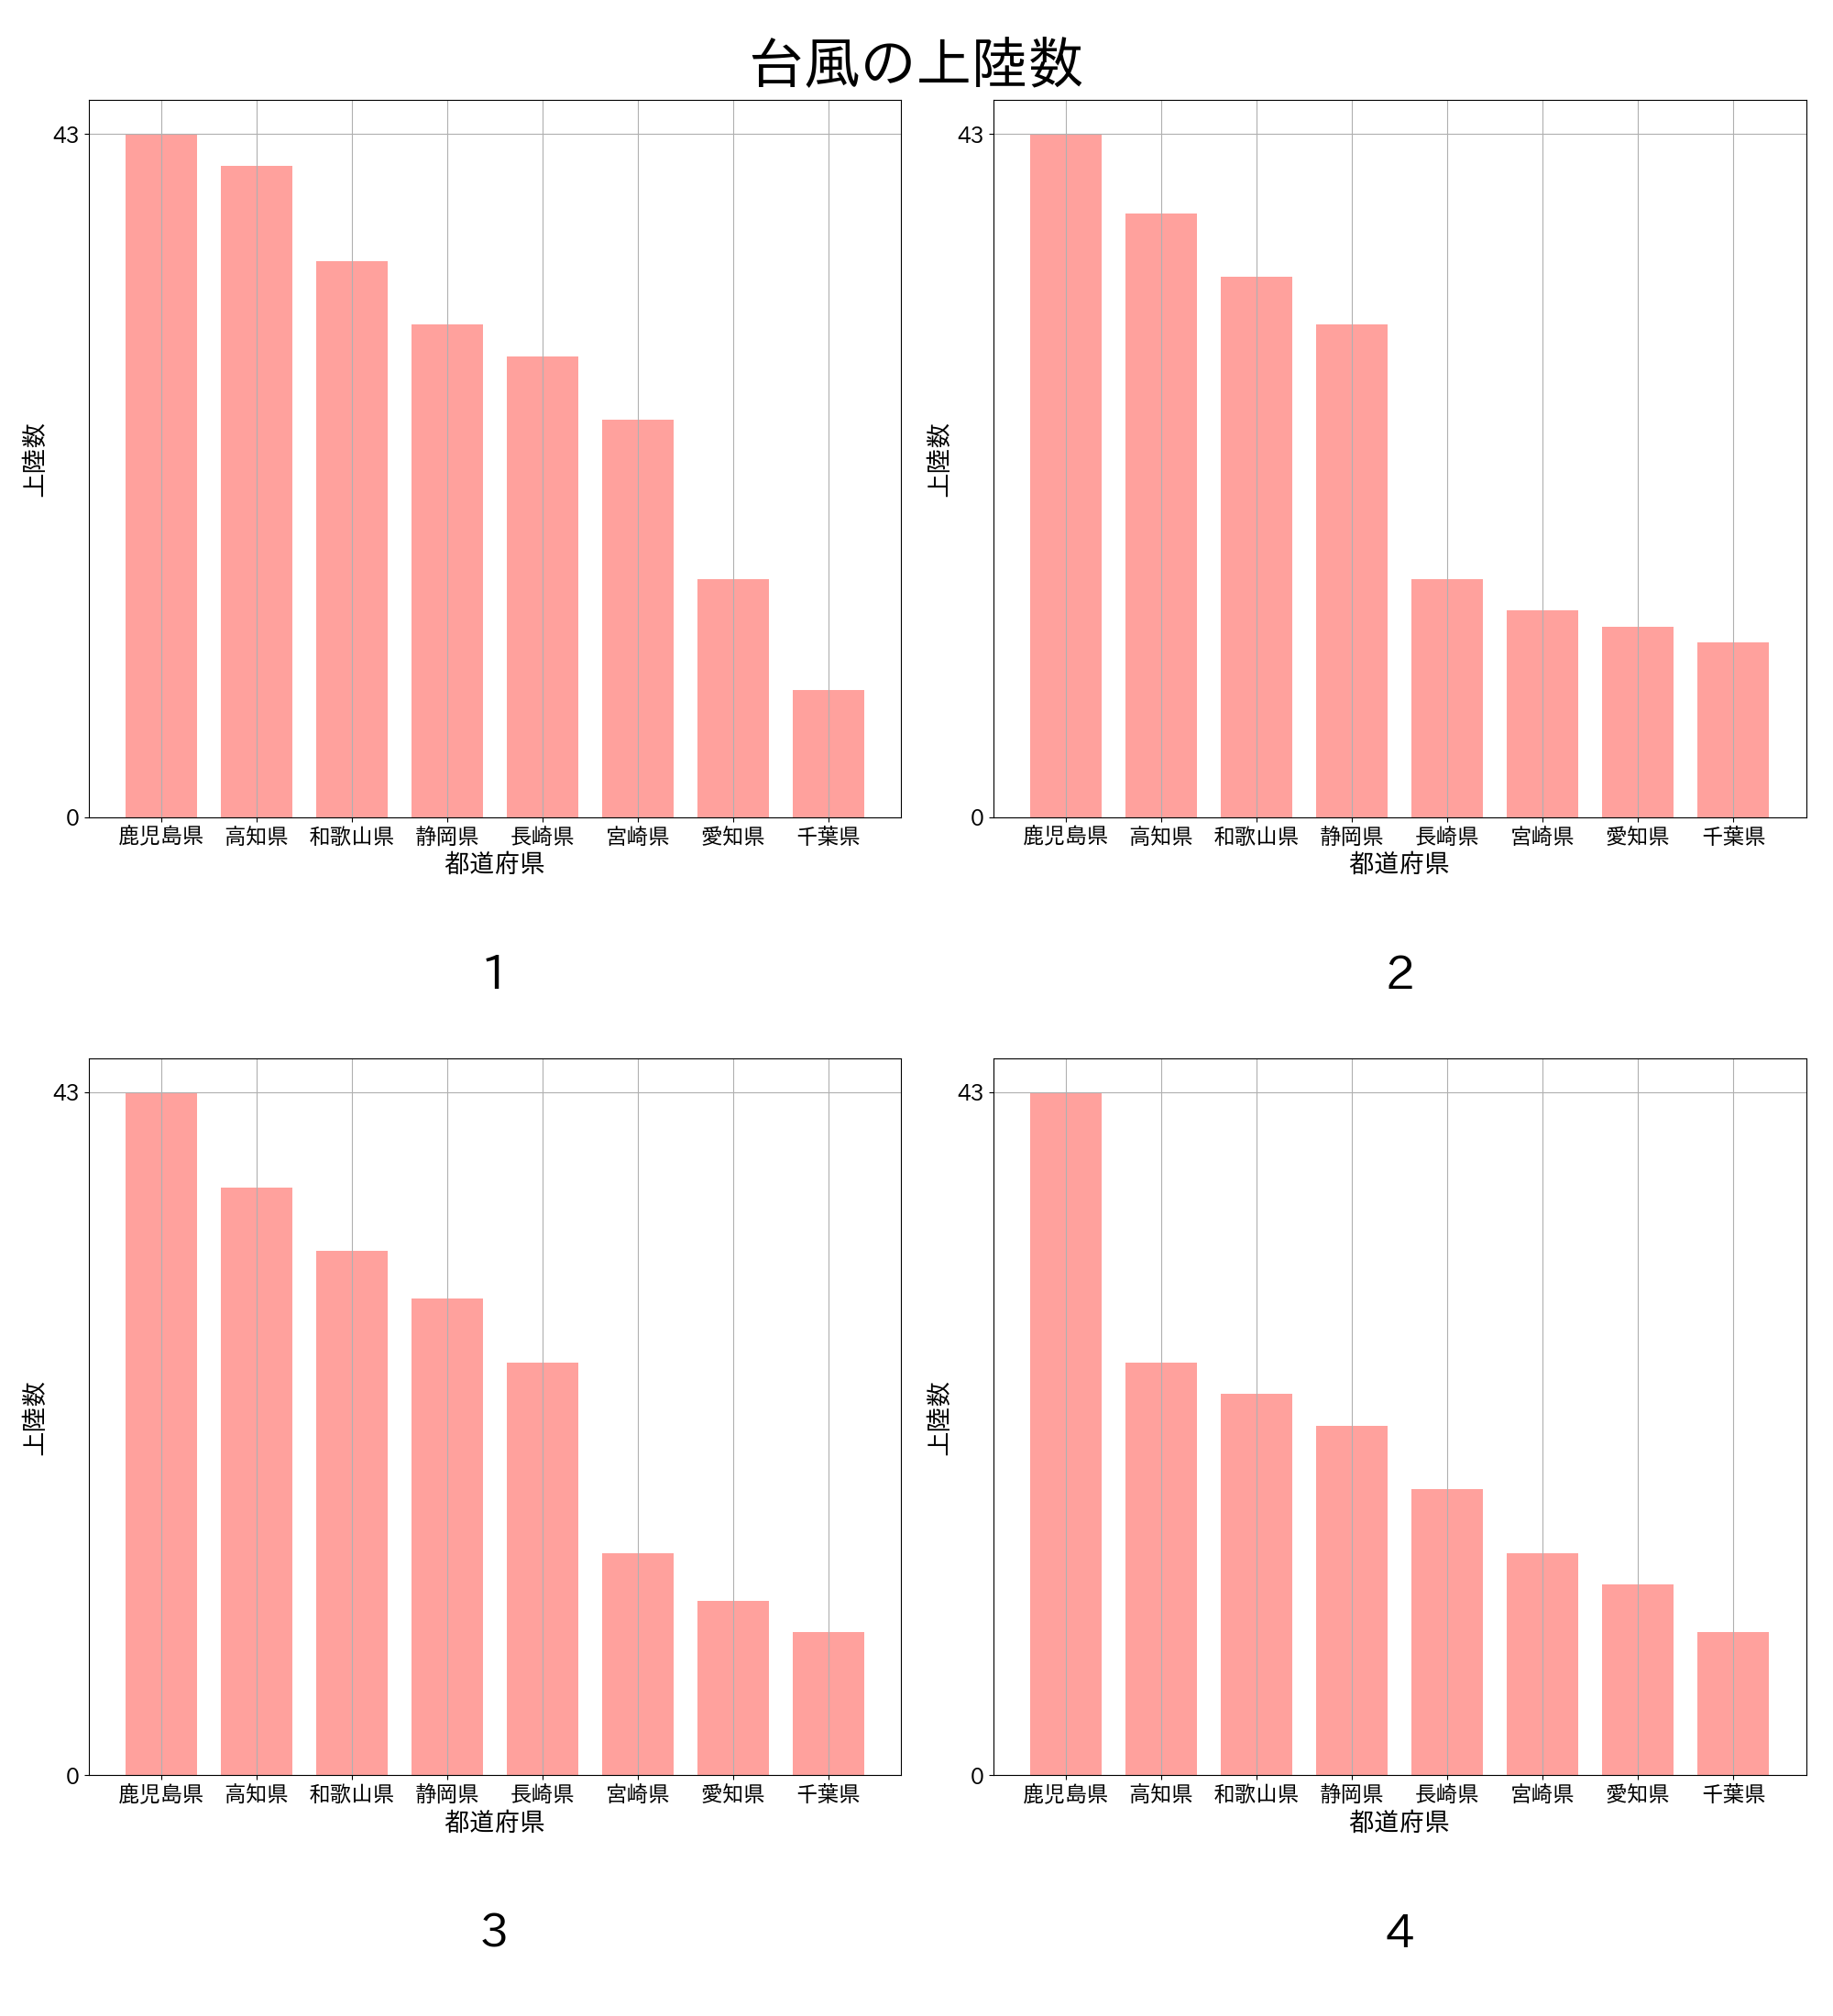 台風の上陸数
43
0
上陸数
鹿児島県 高知県 和歌山県 静岡県 長崎県 宮崎県 愛知県 千葉県
都道府県
1
43
0
上陸数
鹿児島県 高知県 和歌山県 静岡県 長崎県 宮崎県 愛知県 千葉県
都道府県
2
43
0
上陸数
鹿児島県 高知県 和歌山県 静岡県 長崎県 宮崎県 愛知県 千葉県
都道府県
3
43
0
上陸数
鹿児島県 高知県 和歌山県 静岡県 長崎県 宮崎県 愛知県 千葉県
都道府県
4